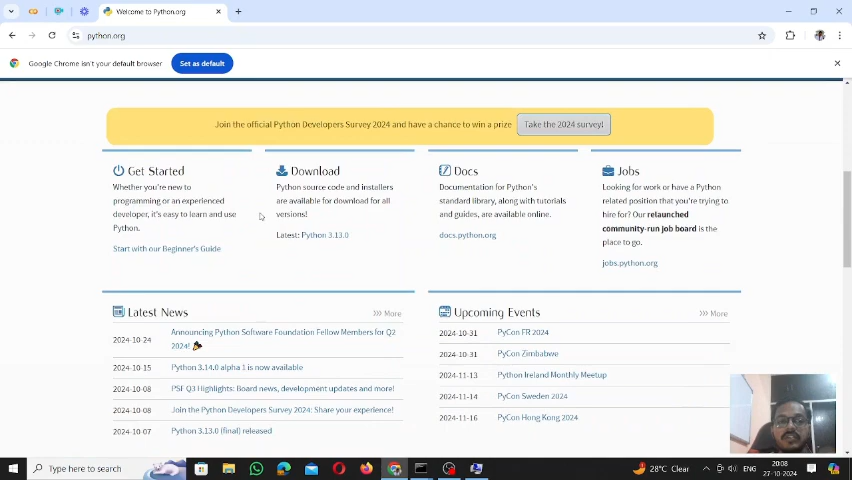 Welcome to Python.org
python.org
Google Chrome isn't your default browser
Set as default
Join the official Python Developers Survey 2024 and have a chance to win a prize
Take the 2024 survey!
Get Started
Whether you're new to
programming or an experienced
developer, it's easy to learn and use
Python.
Start with our Beginner's Guide
Download
Python source code and installers
are available for download for all
versions!
Latest: Python 3.13.0
Docs
Documentation for Python's
standard library, along with tutorials
and guides, are available online.
docs.python.org
Jobs
Looking for work or have a Python
related position that you're trying to
hire for? Our relaunched
community-run job board is the
place to go.
jobs.python.org
Latest News
>>> More
2024-10-24 Announcing Python Software Foundation Fellow Members for Q2
2024! 🎉
2024-10-15 Python 3.14.0 alpha 1 is now available
2024-10-08 PSF Q3 Highlights: Board news, development updates and more!
2024-10-08 Join the Python Developers Survey 2024: Share your experience!
2024-10-07 Python 3.13.0 (final) released
Upcoming Events
>>> More
2024-10-31 PyCon FR 2024
2024-10-31 PyCon Zimbabwe
2024-11-13 Python Ireland Monthly Meetup
2024-11-14 PyCon Sweden 2024
2024-11-16 PyCon Hong Kong 2024
Type here to search
28°C Clear
ENG
20:08
27-10-2024